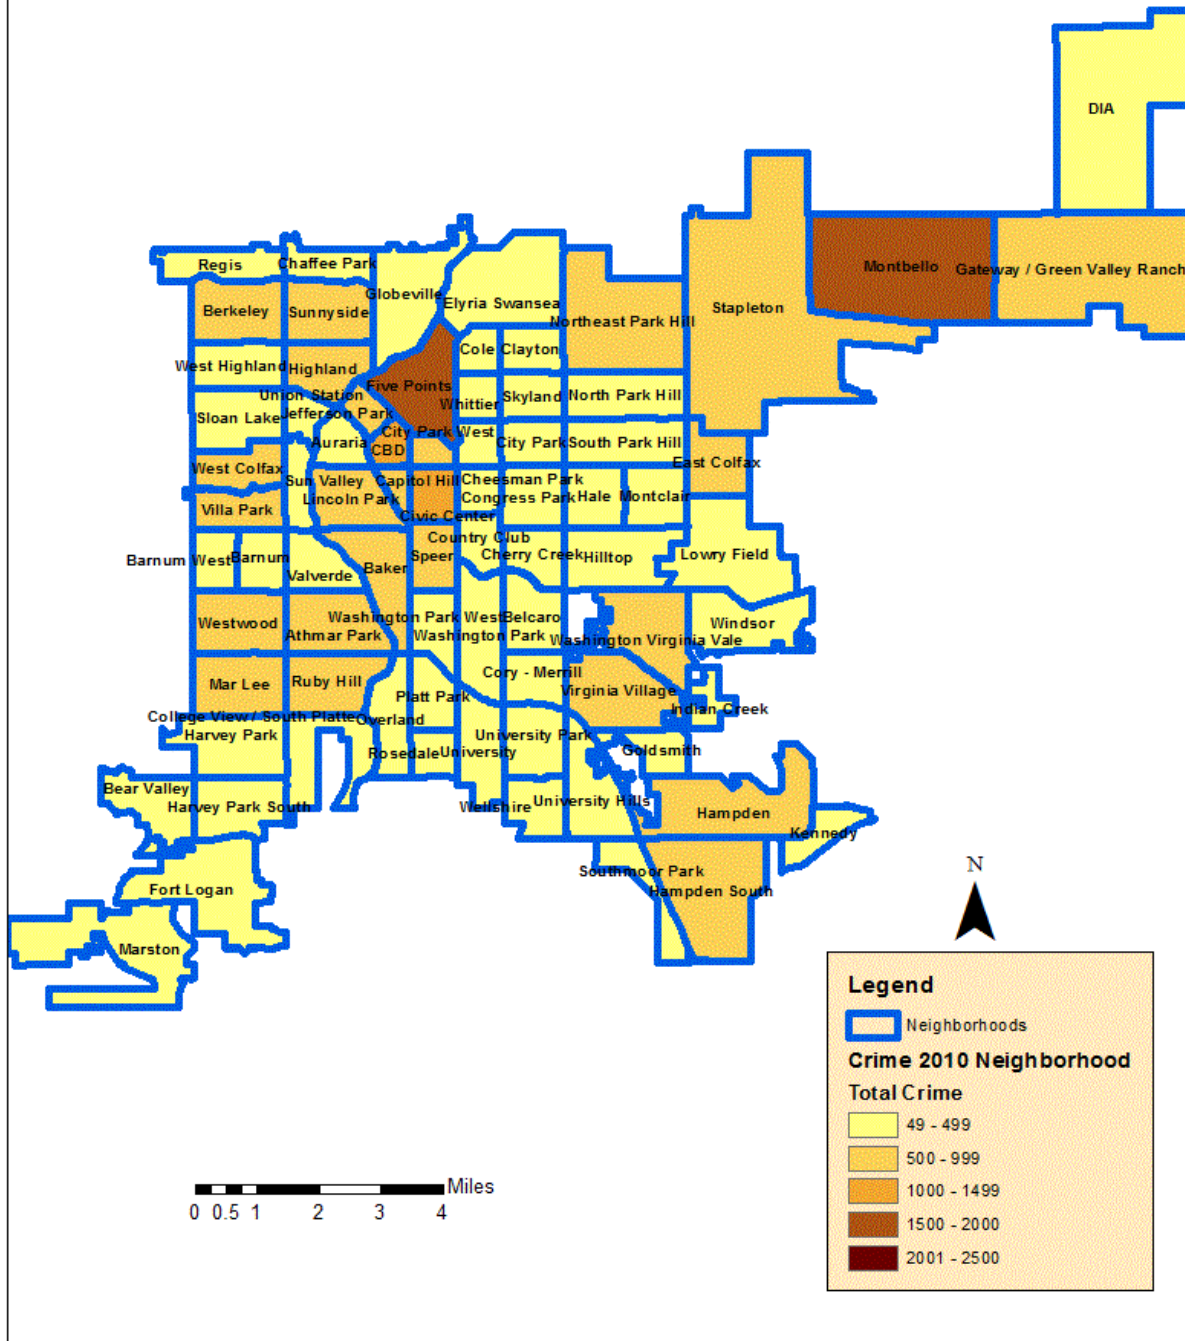 DIA
Regis
Chaffee Park
Montbello
Gateway / Green Valley Ranch
Globeville
Elyria Swansea
Berkeley
Sunnyside
Stapleton
Northeast Park Hill
Cole
Clayton
West Highland
Highland
Five Points
Union Station
Whittier
Skyland
North Park Hill
Sloan Lake
Jefferson Park
City Park West
Auraria
CBD
City Park
South Park Hill
West Colfax
East Colfax
Sun Valley
Capitol Hill
Cheesman Park
Lincoln Park
Congress Park
Hale
Montclair
Villa Park
Civic Center
Country Club
Barnum West
Barnum
Speer
Cherry Creek
Hilltop
Lowry Field
Valverde
Baker
Westwood
Washington Park West
Belcaro
Windsor
Athmar Park
Washington Park
Washington Virginia Vale
Mar Lee
Ruby Hill
Cory - Merrill
Platt Park
Virginia Village
Indian Creek
College View / South Platte
Overland
Harvey Park
University Park
Rosedale
University
Goldsmith
Bear Valley
Harvey Park South
Wellshire
University Hills
Hampden
Kennedy
Southmoor Park
Fort Logan
Hampden South
Marston
N
Legend
Neighborhoods
Crime 2010 Neighborhood
Total Crime
49 - 499
500 - 999
1000 - 1499
1500 - 2000
2001 - 2500
Miles
0 0.5 1 2 3 4